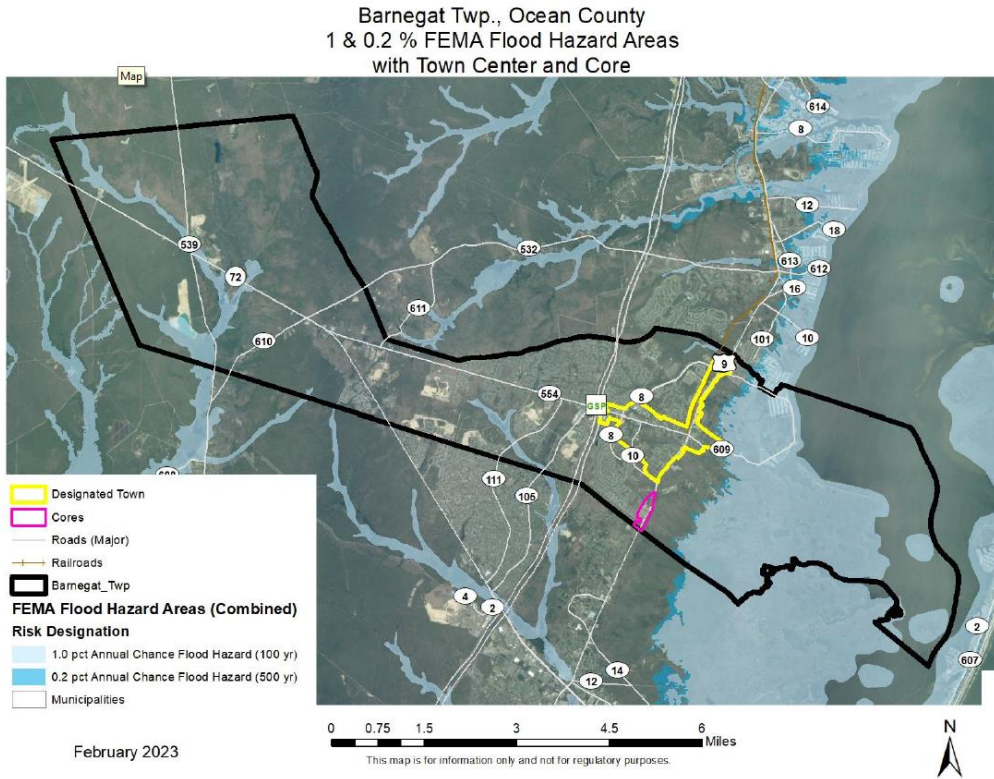 Barnegat Twp., Ocean County
1 & 0.2 % FEMA Flood Hazard Areas
with Town Center and Core
Map
614
8
12
18
539
532
613
612
72
16
611
610
101
10
9
554
8
GSP
8
609
10
111
106
Designated Town
Cores
Roads (Major)
Railroads
Barnegat_Twp
FEMA Flood Hazard Areas (Combined)
Risk Designation
1.0 pct Annual Chance Flood Hazard (100 yr)
0.2 pct Annual Chance Flood Hazard (500 yr)
Municipalities
4
2
2
607
14
12
0 0.75 1.5 3 4.5 6
Miles
This map is for information only and not for regulatory purposes.
February 2023
N